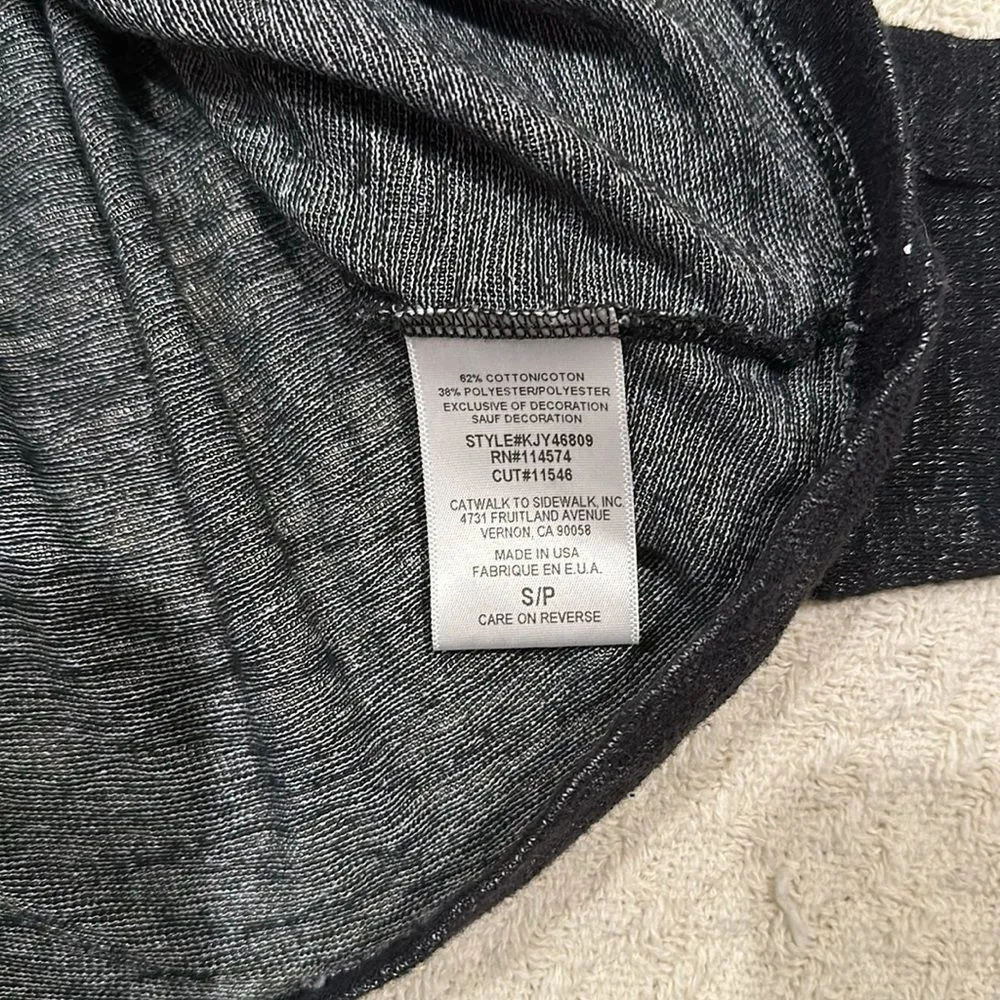 62% COTTON/COTON
38% POLYESTER/POLYESTER
EXCLUSIVE OF DECORATION
SAUF DECORATION
STYLE#KJY46809
RN#114574
CUT#11546
CATWALK TO SIDEWALK, INC
4731 FRUITLAND AVENUE
VERNON, CA 90058
MADE IN USA
FABRIQUE EN E.U.A.
S/P
CARE ON REVERSE